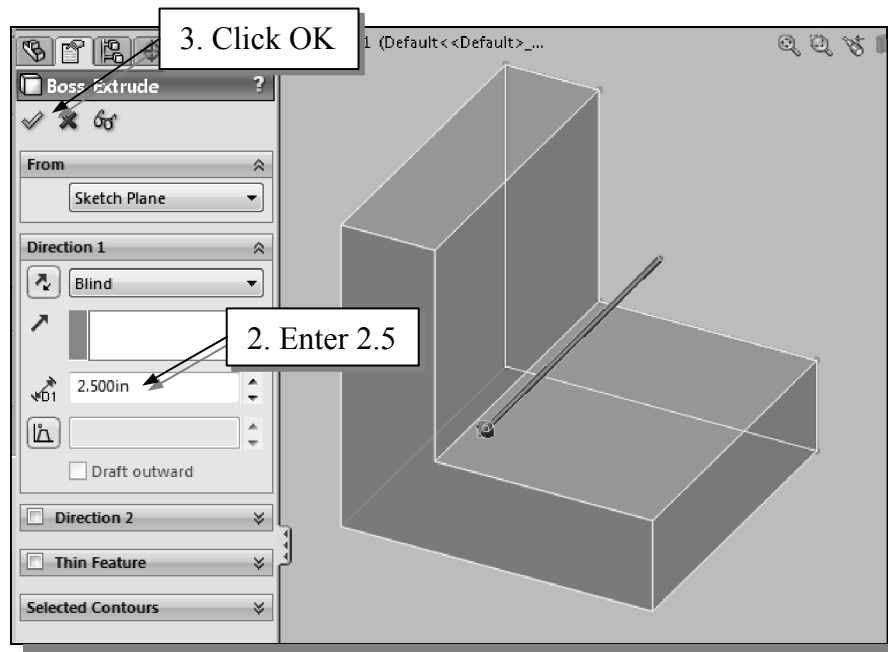 3. Click OK
1 (Default<<Default>_...
Boss Extrude
?
From
Sketch Plane
Direction 1
Blind
2. Enter 2.5
D1
2.500in
Draft outward
Direction 2
Thin Feature
Selected Contours